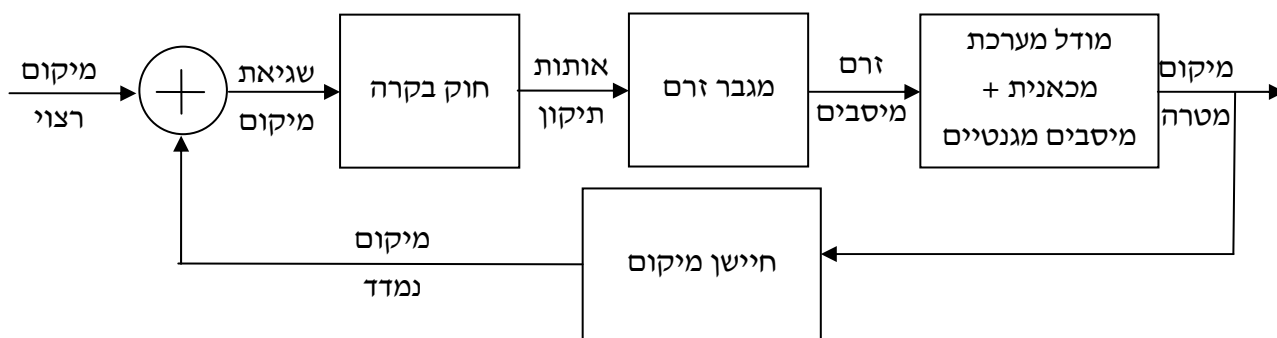 מיקום
רצוי
שגיאת
מיקום
חוק בקרה
אותות
תיקון
מגבר זרם
זרם
מיסבים
מודל מערכת
מכאנית +
מיסבים מגנטיים
מיקום
מטרה
חיישן מיקום
מיקום
נמדד